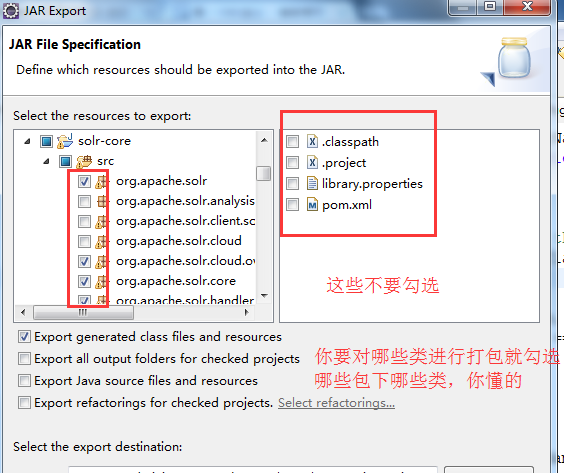 JAR Export
JAR File Specification
Define which resources should be exported into the JAR.
Select the resources to export:
solr-core
src
org.apache.solr
org.apache.solr.analysis
org.apache.solr.client.sc
org.apache.solr.cloud
org.apache.solr.cloud.ov
org.apache.solr.core
org.apache.solr.handler
.classpath
.project
library.properties
pom.xml
这些不要勾选
Export generated class files and resources
Export all output folders for checked projects
Export Java source files and resources
Export refactorings for checked projects. Select refactorings...
你要对哪些类进行打包就勾选
哪些包下哪些类，你懂的
Select the export destination: